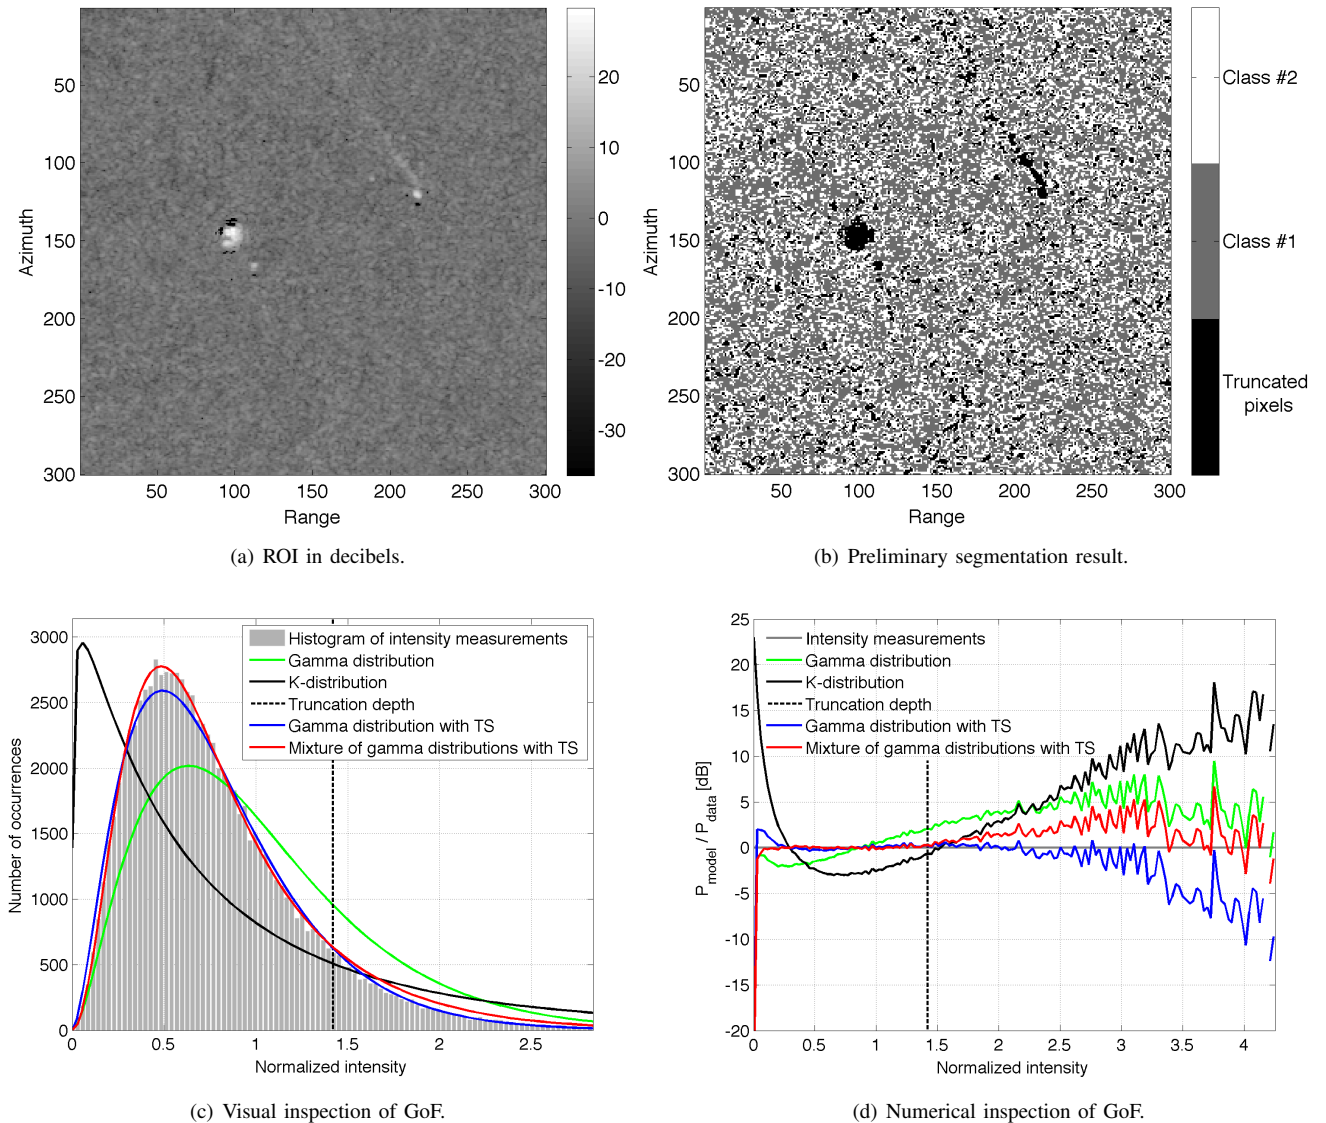 50
100
150
200
250
300
50
100
150
200
250
300
Azimuth
Range
20
10
0
-10
-20
-30
(a) ROI in decibels.
50
100
150
200
250
300
50
100
150
200
250
300
Azimuth
Range
Class #2
Class #1
Truncated
pixels
(b) Preliminary segmentation result.
3000
2500
2000
1500
1000
500
0
Number of occurrences
Histogram of intensity measurements
Gamma distribution
K-distribution
Truncation depth
Gamma distribution with TS
Mixture of gamma distributions with TS
0
0.5
1
1.5
2
2.5
Normalized intensity
(c) Visual inspection of GoF.
25
20
15
10
5
0
-5
-10
-15
-20
P model / P data [dB]
Intensity measurements
Gamma distribution
K-distribution
Truncation depth
Gamma distribution with TS
Mixture of gamma distributions with TS
0
0.5
1
1.5
2
2.5
3
3.5
4
Normalized intensity
(d) Numerical inspection of GoF.